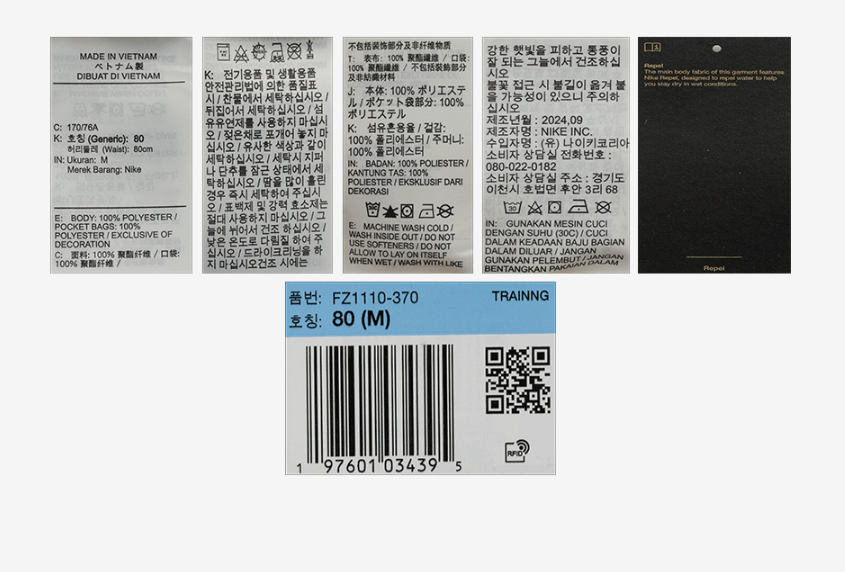 MADE IN VIETNAM
ベトナム製
DIBUAT DI VIETNAM
C: 170/76A
K: 호칭 (Generic): 80
허리둘레 (Waist): 80cm
IN: Ukuran: M
Merek Barang: Nike
E: BODY: 100% POLYESTER /
POCKET BAGS: 100%
POLYESTER / EXCLUSIVE OF
DECORATION
C: 面料: 100% 聚酯纤维 / 口袋:
100% 聚酯纤维 /
K: 전기용품 및 생활용품
안전관리법에 의한 품질표
시 / 찬물에서 세탁하십시오 /
뒤집어서 세탁하십시오 / 섬
유유연제를 사용하지 마십시
오 / 젖은채로 포개어 놓지 마
십시오 / 유사한 색상과 같이
세탁하십시오 / 세탁시 지퍼
나 단추를 잠근 상태에서 세
탁하십시오 / 땀을 많이 흘린
경우 즉시 세탁하여 주십시
오 / 표백제 및 강력 효소제는
절대 사용하지 마십시오 / 그
늘에 뉘어서 건조 하십시오 /
낮은 온도로 다림질 하여 주
십시오 / 드라이크리닝을 하
지 마십시오건조 시에는
不包括装饰部分及非纤维物质
T: 表布: 100% 聚酯纖維 / 口袋:
100% 聚酯纖維 / 不包括裝飾部分
及非紡織材料
J: 本体: 100% ポリエステ
ル / ポケット袋部分: 100%
ポリエステル
K: 섬유혼용율 / 겉감:
100% 폴리에스터 / 주머니:
100% 폴리에스터
IN: BADAN: 100% POLIESTER /
KANTUNG TAS: 100%
POLIESTER / EKSKLUSIF DARI
DEKORASI
E: MACHINE WASH COLD /
WASH INSIDE OUT / DO NOT
USE SOFTENERS / DO NOT
ALLOW TO LAY ON ITSELF
WHEN WET / WASH WITH LIKE
강한 햇빛을 피하고 통풍이
잘 되는 그늘에서 건조하십
시오
불꽃 접근 시 불길이 옮겨 붙
을 가능성이 있으니 주의하
십시오
제조년월 : 2024,09
제조자명 : NIKE INC.
수입자명 : (유) 나이키코리아
소비자 상담실 전화번호 :
080-022-0182
소비자 상담실 주소 : 경기도
이천시 호법면 후안 3리 68
30
IN: GUNAKAN MESIN CUCI
DENGAN SUHU (30C) / CUCI
DALAM KEADAAN BAJU BAGIAN
DALAM DILUAR / JANGAN
GUNAKAN PELEMBUT / JANGAN
BENTANGKAN PAKAIAN DALAM
Repel
The main body fabric of this garment features
Nike Repel, designed to repel water to help
you stay dry in wet conditions.
Repel
품번: FZ1110-370
TRAINNG
호칭: 80 (M)
1 97601 03439 5
RFID